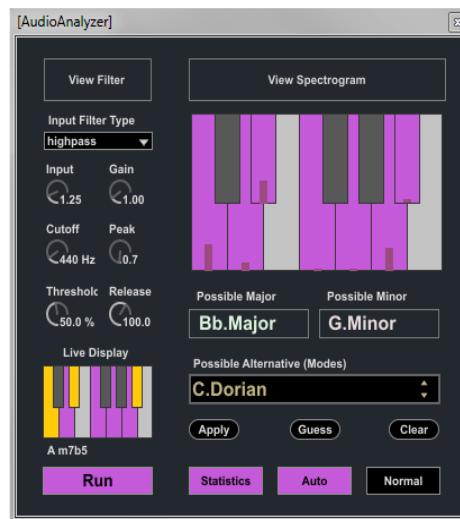 [AudioAnalyzer]
View Filter
View Spectrogram
Input Filter Type
highpass
Input Gain
1.25 1.00
Cutoff Peak
440 Hz 0.7
Threshol Release
50.0 % 100.0
Possible Major Possible Minor
Bb.Major G.Minor
Live Display
Possible Alternative (Modes)
C.Dorian
Apply Guess Clear
A m7b5
Run
Statistics Auto Normal